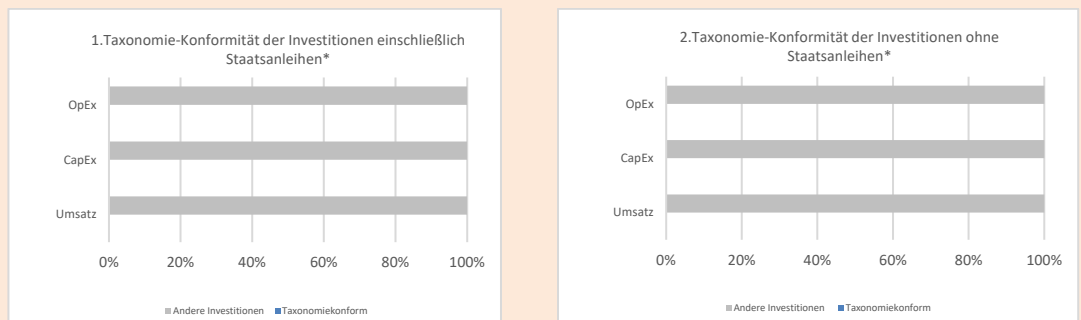 1.Taxonomie-Konformität der Investitionen einschließlich
Staatsanleihen*
OpEx
CapEx
Umsatz
0% 20% 40% 60% 80% 100%
Andere Investitionen Taxonomiekonform
2.Taxonomie-Konformität der Investitionen ohne
Staatsanleihen*
OpEx
CapEx
Umsatz
0% 20% 40% 60% 80% 100%
Andere Investitionen Taxonomiekonform